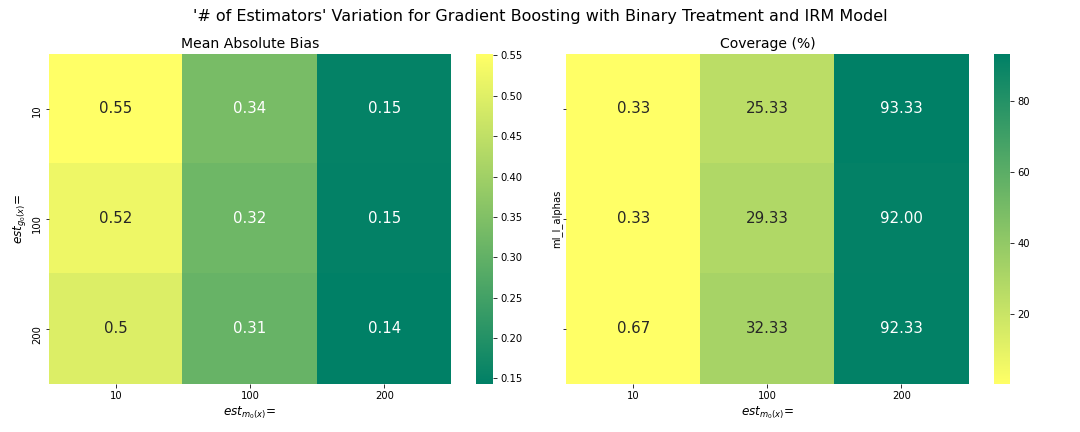 '# of Estimators' Variation for Gradient Boosting with Binary Treatment and IRM Model
Mean Absolute Bias
0.55 0.34 0.15
0.52 0.32 0.15
0.5 0.31 0.14
10
100
200
est_{g_0(x)}=
10 100 200
est_{m_0(x)}=
0.55
0.50
0.45
0.40
0.35
0.30
0.25
0.20
0.15
Coverage (%)
0.33 25.33 93.33
0.33 29.33 92.00
0.67 32.33 92.33
ml_l_alphas
10 100 200
est_{m_0(x)}=
80
60
40
20